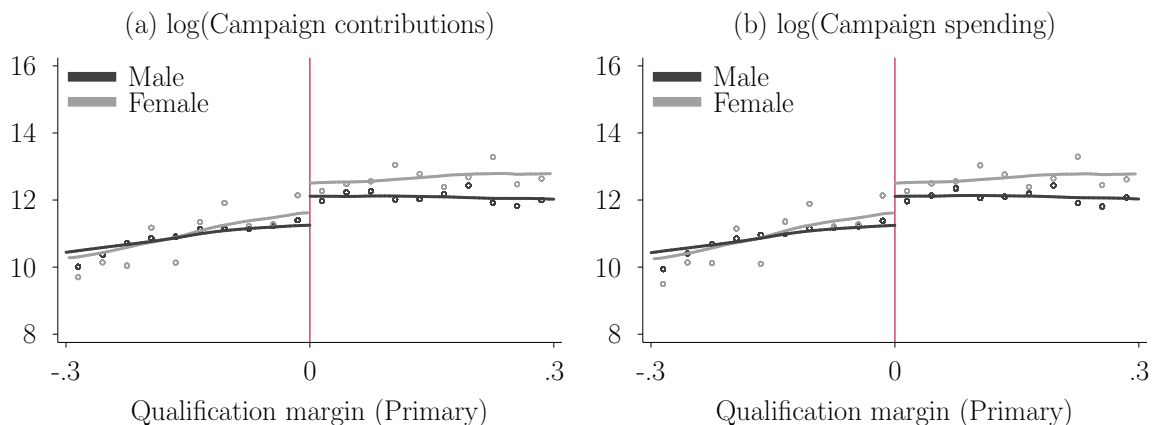 (a) log(Campaign contributions)
16
14
12
10
8
Male
Female
-.3
0
.3
Qualification margin (Primary)
(b) log(Campaign spending)
16
14
12
10
8
Male
Female
-.3
0
.3
Qualification margin (Primary)